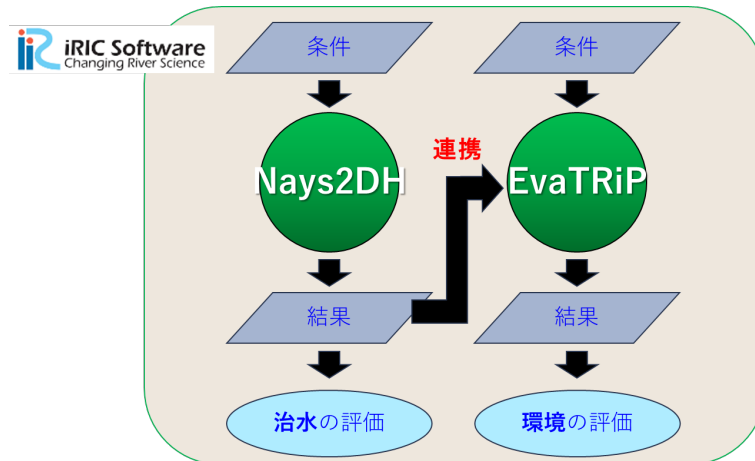 iRIC Software
Changing River Science
条件
条件
連携
Nays2DH
EvaTRiP
結果
結果
治水の評価
環境の評価